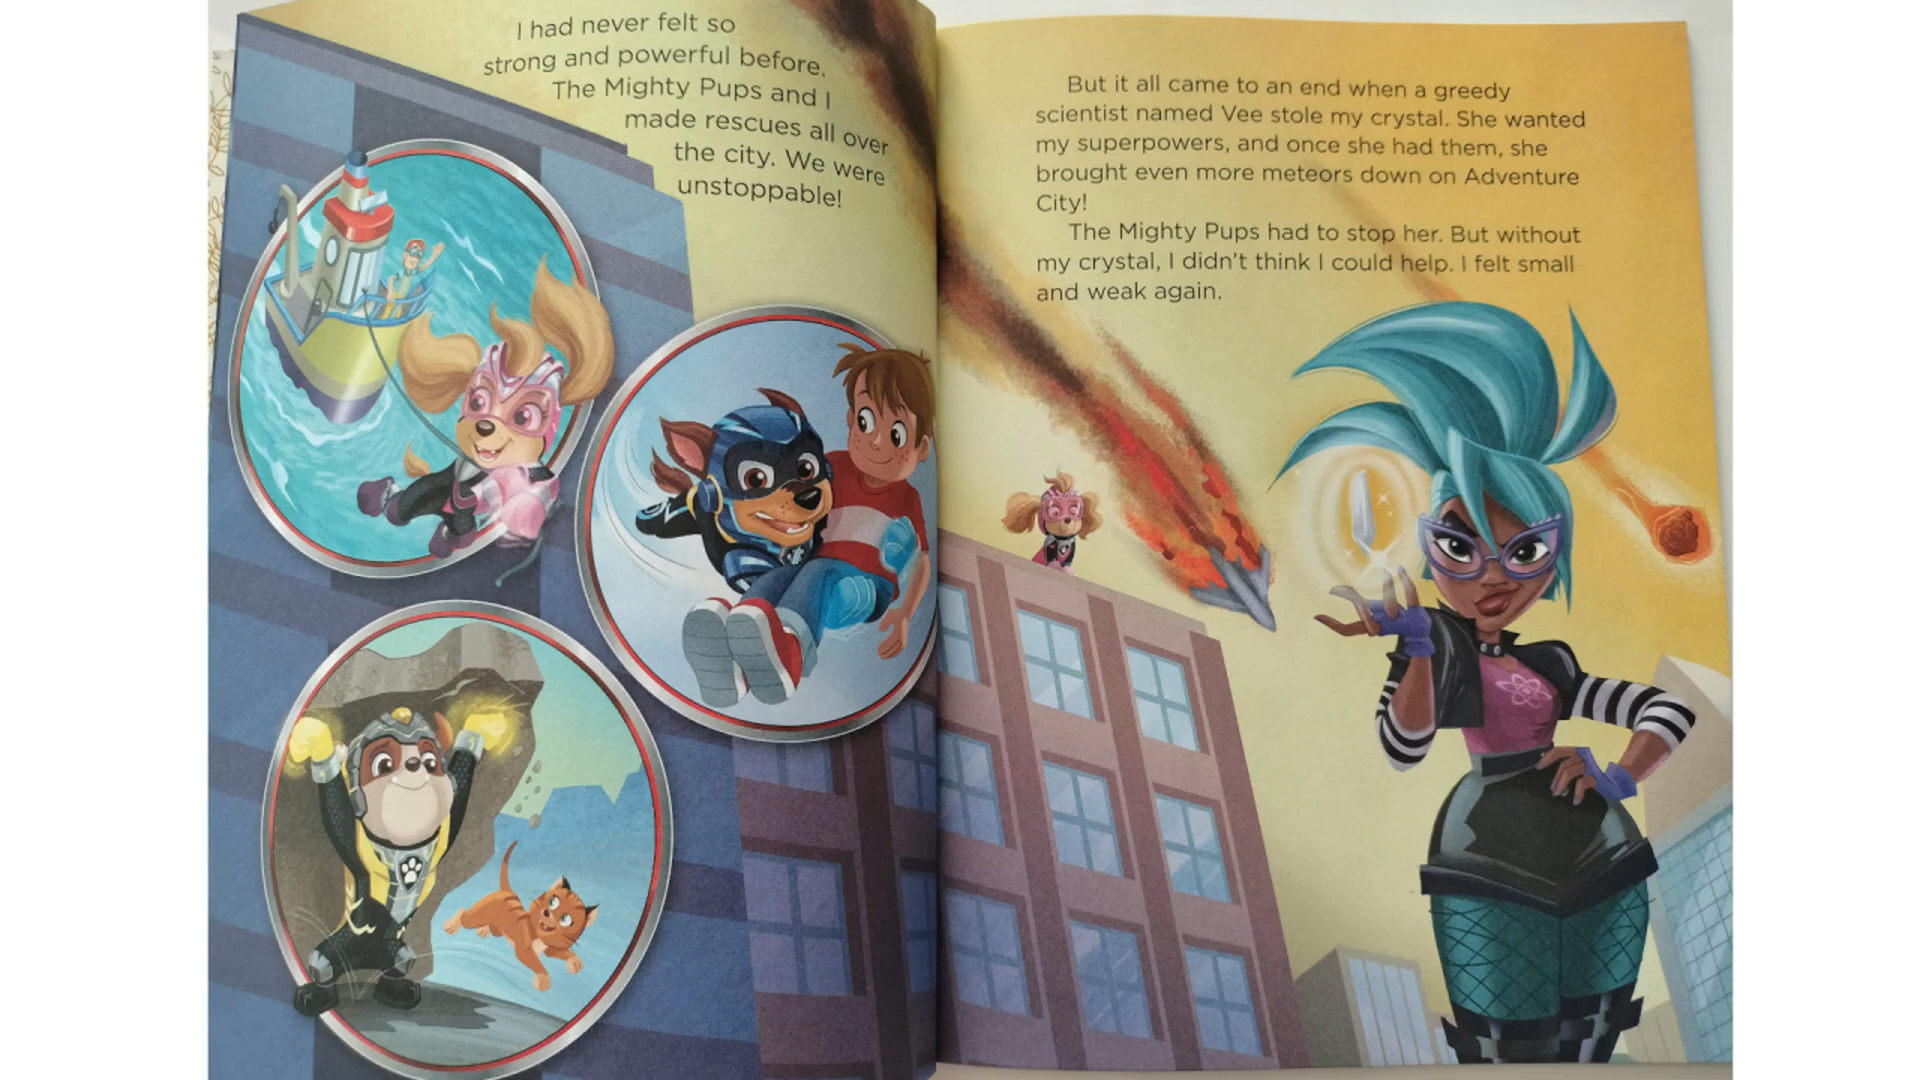 I had never felt so
strong and powerful before.
The Mighty Pups and I
made rescues all over
the city. We were
unstoppable!
But it all came to an end when a greedy
scientist named Vee stole my crystal. She wanted
my superpowers, and once she had them, she
brought even more meteors down on Adventure
City!
The Mighty Pups had to stop her. But without
my crystal, I didn't think I could help. I felt small
and weak again.